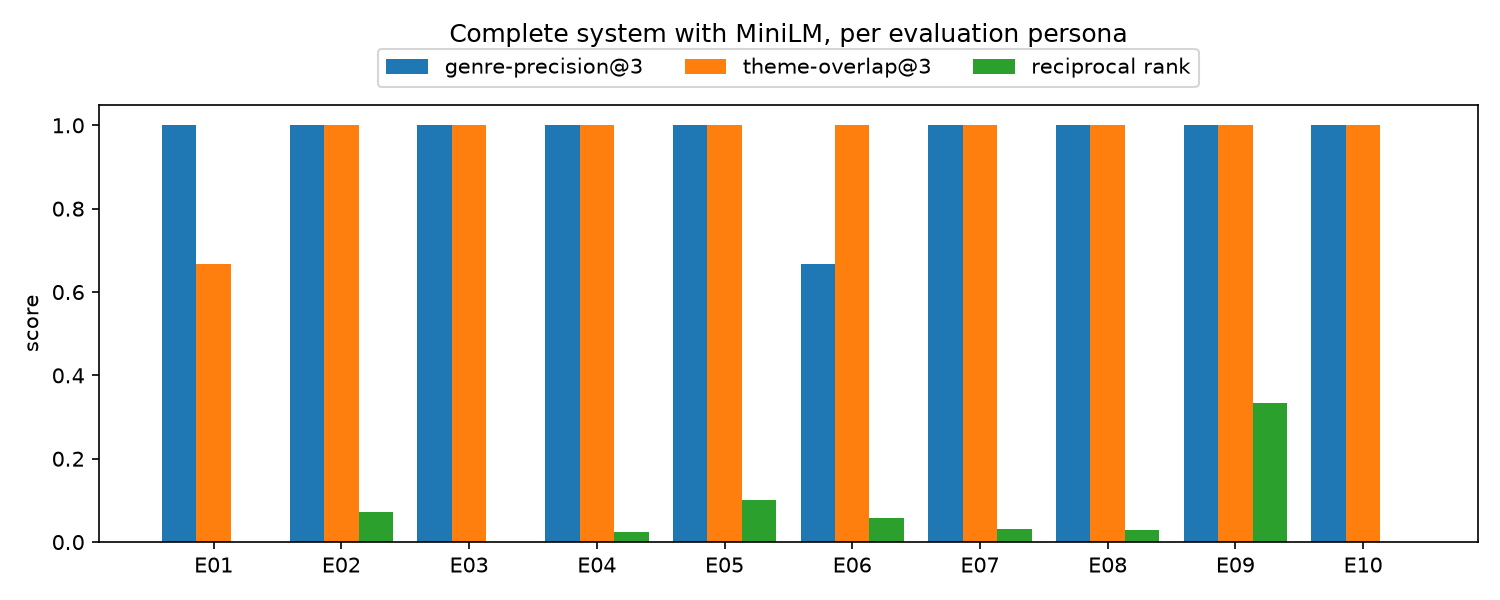 Complete system with MiniLM, per evaluation persona
genre-precision@3 theme-overlap@3 reciprocal rank
1.0
0.8
0.6
0.4
0.2
0.0
score
E01 E02 E03 E04 E05 E06 E07 E08 E09 E10